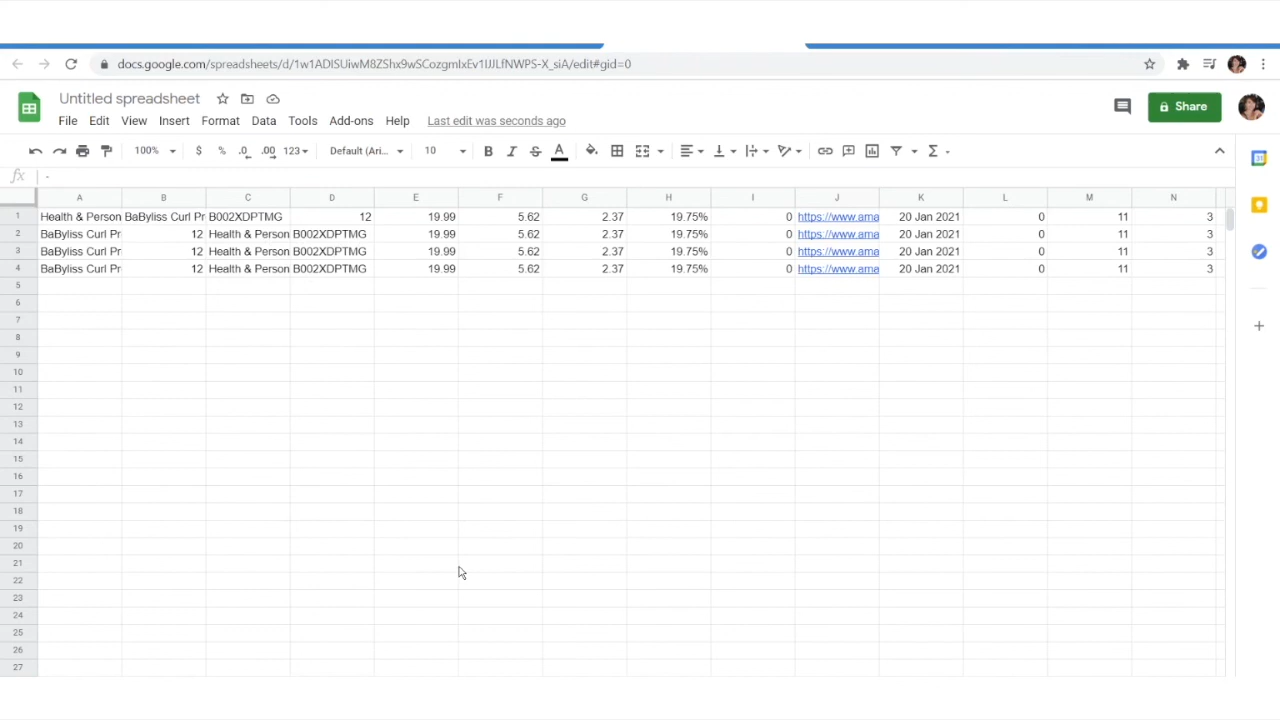 docs.google.com/spreadsheets/d/1w1ADISUiwM8ZShx9wSCozgmIxEv1IJJLfNWPS-X_siA/edit#gid=0
Untitled spreadsheet
Share
File Edit View Insert Format Data Tools Add-ons Help Last edit was seconds ago
100% $ % .0 .00 123 Default (Ari... 10 B I S A Σ
fx -
A B C D E F G H I J K L M N
1 Health & Person BaByliss Curl Pr B002XDPTMG 12 19.99 5.62 2.37 19.75% 0 https://www.ama 20 Jan 2021 0 11 3
2 BaByliss Curl Pr 12 Health & Person B002XDPTMG 19.99 5.62 2.37 19.75% 0 https://www.ama 20 Jan 2021 0 11 3
3 BaByliss Curl Pr 12 Health & Person B002XDPTMG 19.99 5.62 2.37 19.75% 0 https://www.ama 20 Jan 2021 0 11 3
4 BaByliss Curl Pr 12 Health & Person B002XDPTMG 19.99 5.62 2.37 19.75% 0 https://www.ama 20 Jan 2021 0 11 3
5
6
7
8
9
10
11
12
13
14
15
16
17
18
19
20
21
22
23
24
25
26
27